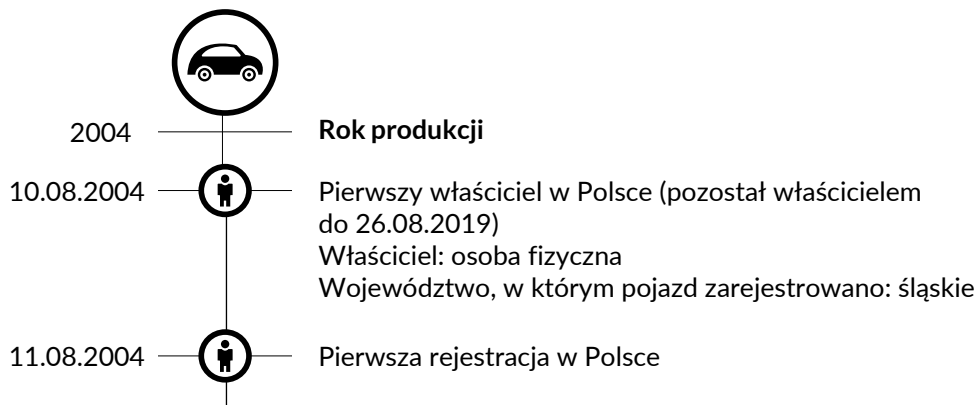 2004 Rok produkcji
10.08.2004 Pierwszy właściciel w Polsce (pozostał właścicielem
do 26.08.2019)
Właściciel: osoba fizyczna
Województwo, w którym pojazd zarejestrowano: śląskie
11.08.2004 Pierwsza rejestracja w Polsce